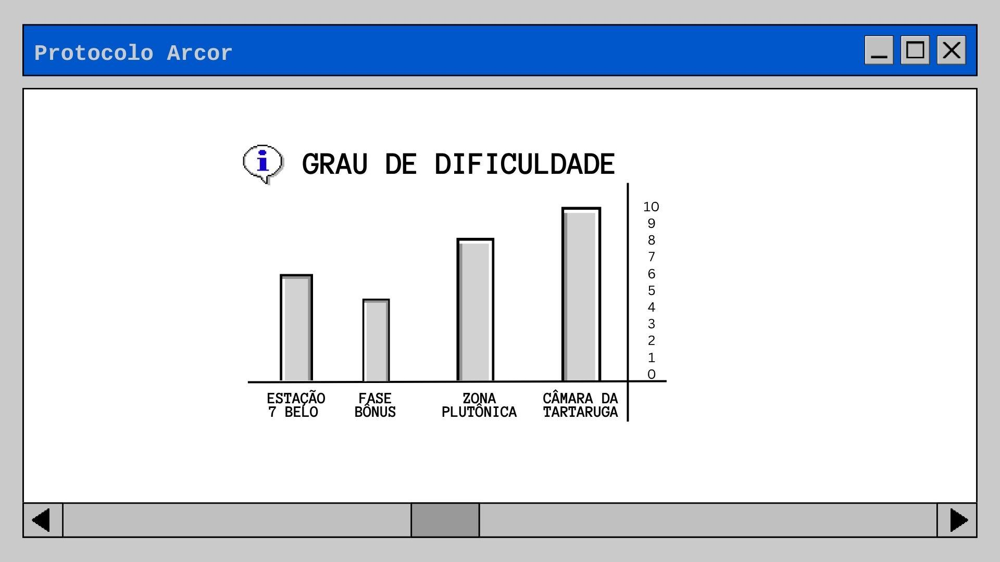 Protocolo Arcor
i GRAU DE DIFICULDADE
10
9
8
7
6
5
4
3
2
1
0
ESTAÇÃO
7 BELO
FASE
BÔNUS
ZONA
PLUTÔNICA
CÂMARA DA
TARTARUGA